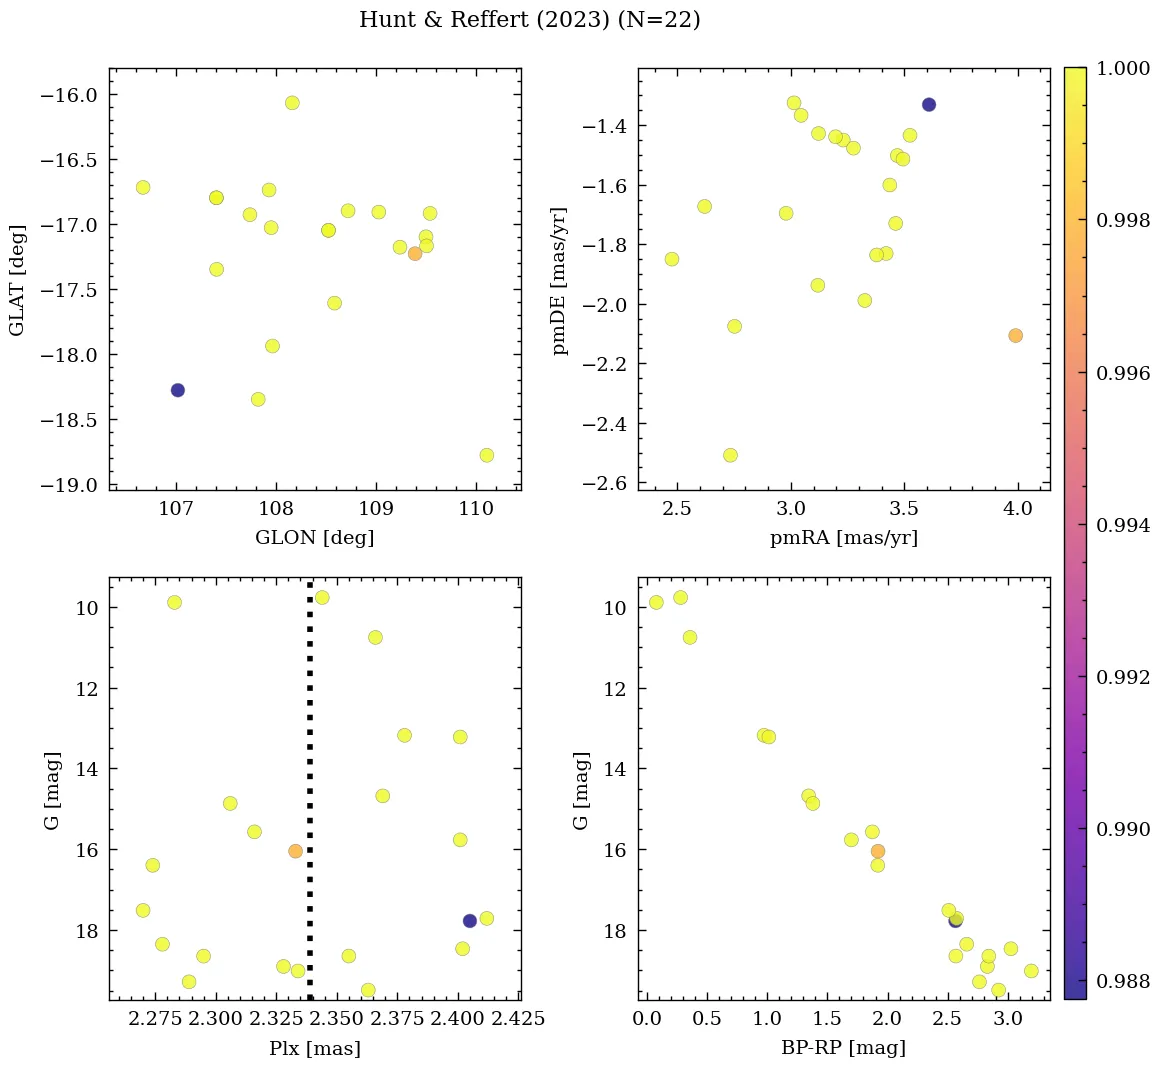 Hunt & Reffert (2023) (N=22)
−16.0
−16.5
−17.0
−17.5
−18.0
−18.5
−19.0
GLAT [deg]
107 108 109 110
GLON [deg]
−1.4
−1.6
−1.8
−2.0
−2.2
−2.4
−2.6
pmDE [mas/yr]
2.5 3.0 3.5 4.0
pmRA [mas/yr]
10
12
14
16
18
G [mag]
2.275 2.300 2.325 2.350 2.375 2.400 2.425
Plx [mas]
10
12
14
16
18
G [mag]
0.0 0.5 1.0 1.5 2.0 2.5 3.0
BP-RP [mag]
1.000
0.998
0.996
0.994
0.992
0.990
0.988